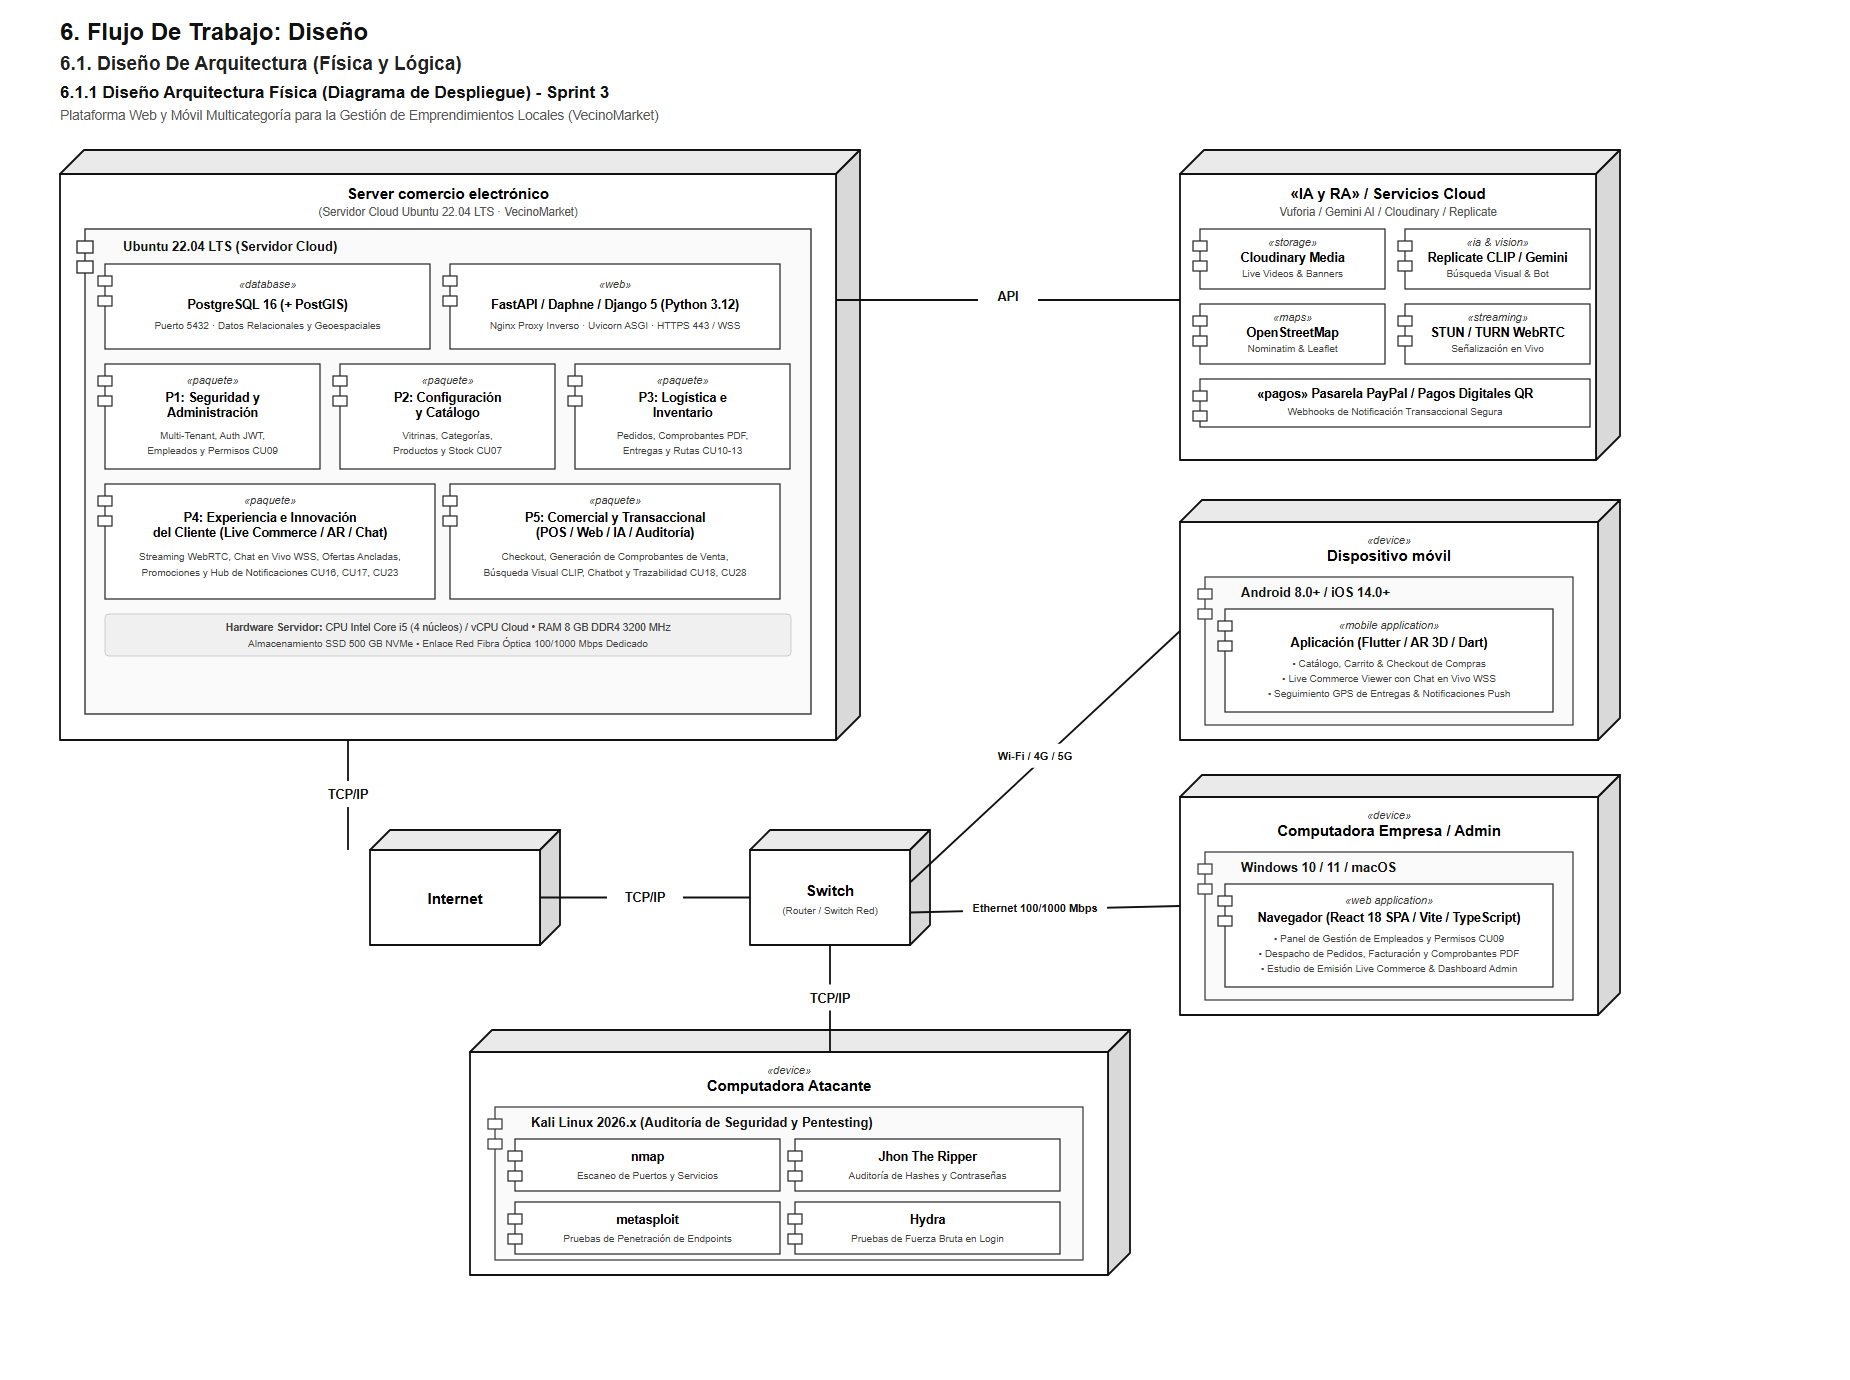 6. Flujo De Trabajo: Diseño
6.1. Diseño De Arquitectura (Física y Lógica)
6.1.1 Diseño Arquitectura Física (Diagrama de Despliegue) - Sprint 3
Plataforma Web y Móvil Multicategoría para la Gestión de Emprendimientos Locales (VecinoMarket)
Server comercio electrónico
(Servidor Cloud Ubuntu 22.04 LTS · VecinoMarket)
Ubuntu 22.04 LTS (Servidor Cloud)
«database»
PostgreSQL 16 (+ PostGIS)
Puerto 5432 · Datos Relacionales y Geoespaciales
«web»
FastAPI / Daphne / Django 5 (Python 3.12)
Nginx Proxy Inverso · Uvicorn ASGI · HTTPS 443 / WSS
«paquete»
P1: Seguridad y
Administración
Multi-Tenant, Auth JWT,
Empleados y Permisos CU09
«paquete»
P2: Configuración
y Catálogo
Vitrinas, Categorías,
Productos y Stock CU07
«paquete»
P3: Logística e
Inventario
Pedidos, Comprobantes PDF,
Entregas y Rutas CU10-13
«paquete»
P4: Experiencia e Innovación
del Cliente (Live Commerce / AR / Chat)
Streaming WebRTC, Chat en Vivo WSS, Ofertas Ancladas,
Promociones y Hub de Notificaciones CU16, CU17, CU23
«paquete»
P5: Comercial y Transaccional
(POS / Web / IA / Auditoría)
Checkout, Generación de Comprobantes de Venta,
Búsqueda Visual CLIP, Chatbot y Trazabilidad CU18, CU28
Hardware Servidor: CPU Intel Core i5 (4 núcleos) / vCPU Cloud • RAM 8 GB DDR4 3200 MHz
Almacenamiento SSD 500 GB NVMe • Enlace Red Fibra Óptica 100/1000 Mbps Dedicado
API
«IA y RA» / Servicios Cloud
Vuforia / Gemini AI / Cloudinary / Replicate
«storage»
Cloudinary Media
Live Videos & Banners
«ia & vision»
Replicate CLIP / Gemini
Búsqueda Visual & Bot
«maps»
OpenStreetMap
Nominatim & Leaflet
«streaming»
STUN / TURN WebRTC
Señalización en Vivo
«pagos» Pasarela PayPal / Pagos Digitales QR
Webhooks de Notificación Transaccional Segura
«device»
Dispositivo móvil
Android 8.0+ / iOS 14.0+
«mobile application»
Aplicación (Flutter / AR 3D / Dart)
• Catálogo, Carrito & Checkout de Compras
• Live Commerce Viewer con Chat en Vivo WSS
• Seguimiento GPS de Entregas & Notificaciones Push
Wi-Fi / 4G / 5G
TCP/IP
Internet
TCP/IP
Switch
(Router / Switch Red)
Ethernet 100/1000 Mbps
«device»
Computadora Empresa / Admin
Windows 10 / 11 / macOS
«web application»
Navegador (React 18 SPA / Vite / TypeScript)
• Panel de Gestión de Empleados y Permisos CU09
• Despacho de Pedidos, Facturación y Comprobantes PDF
• Estudio de Emisión Live Commerce & Dashboard Admin
TCP/IP
«device»
Computadora Atacante
Kali Linux 2026.x (Auditoría de Seguridad y Pentesting)
nmap
Escaneo de Puertos y Servicios
Jhon The Ripper
Auditoría de Hashes y Contraseñas
metasploit
Pruebas de Penetración de Endpoints
Hydra
Pruebas de Fuerza Bruta en Login